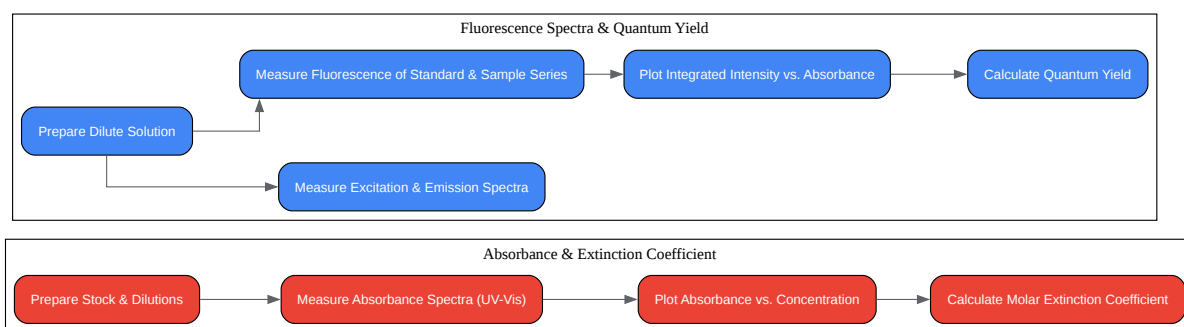 Fluorescence Spectra & Quantum Yield
Measure Fluorescence of Standard & Sample Series
Plot Integrated Intensity vs. Absorbance
Calculate Quantum Yield
Prepare Dilute Solution
Measure Excitation & Emission Spectra
Absorbance & Extinction Coefficient
Prepare Stock & Dilutions
Measure Absorbance Spectra (UV-Vis)
Plot Absorbance vs. Concentration
Calculate Molar Extinction Coefficient